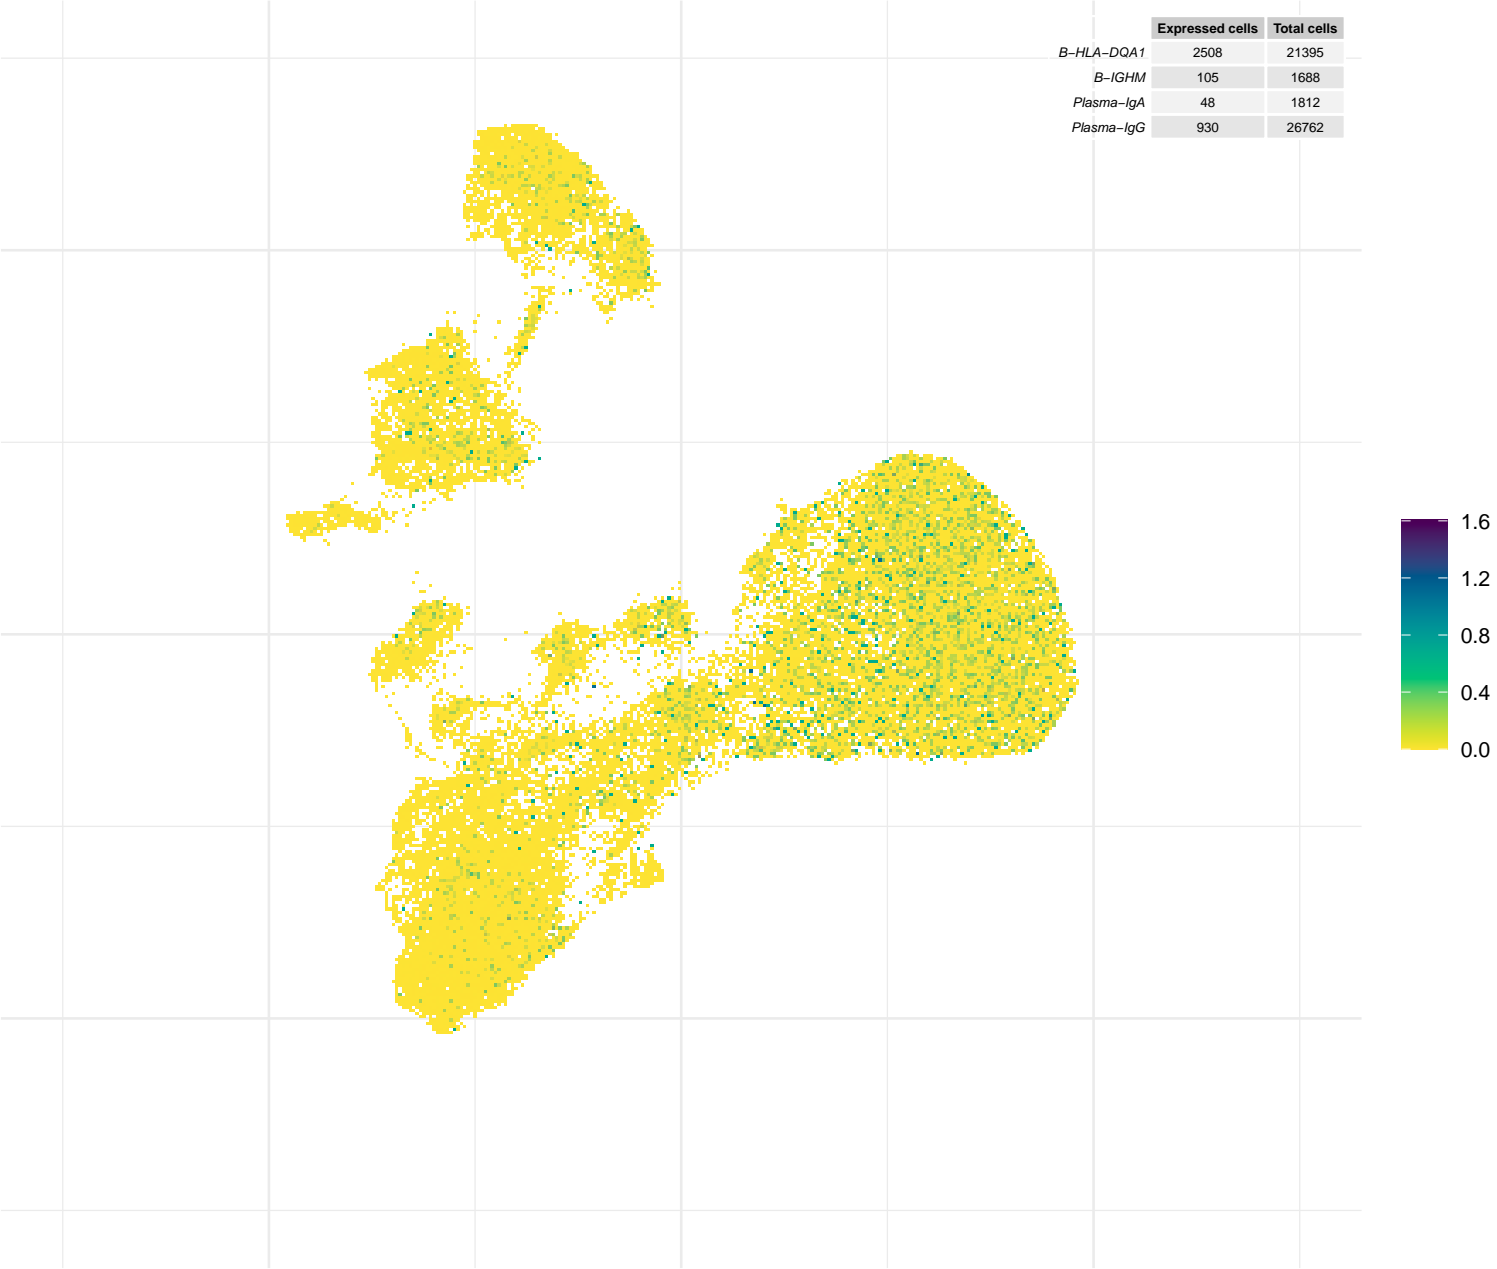 Expressed cells Total cells
B−HLA−DQA1 2508 21395
B−IGHM 105 1688
Plasma−IgA 48 1812
Plasma−IgG 930 26762
1.6
1.2
0.8
0.4
0.0